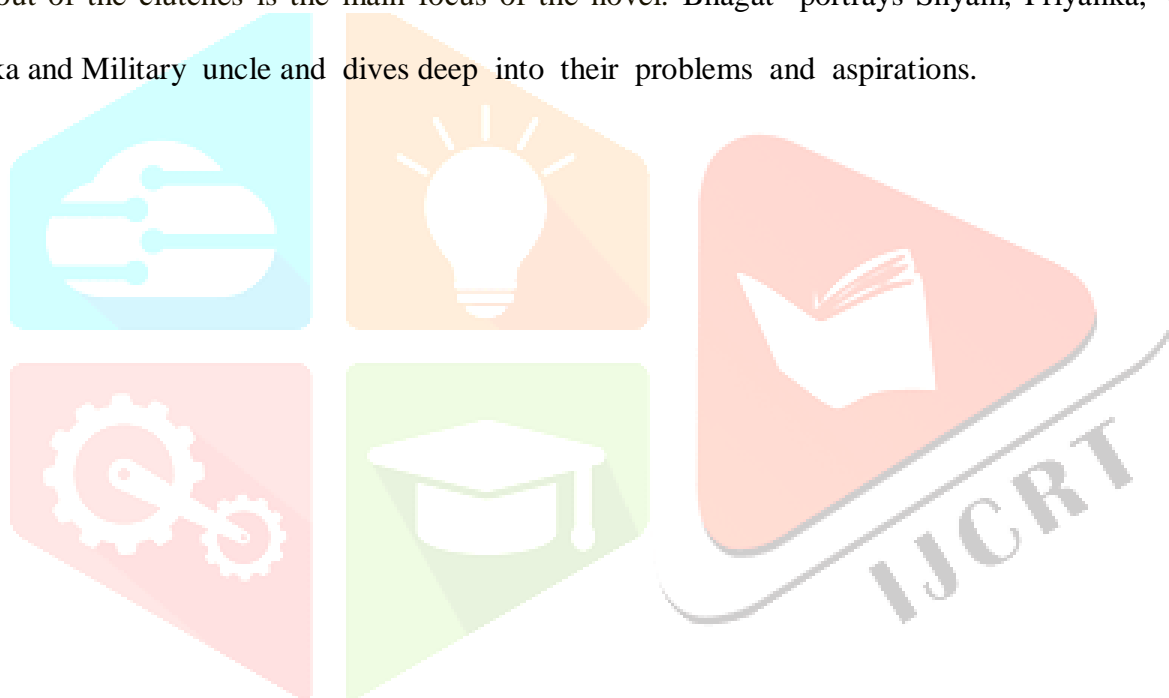 out of the clutches is the main focus of the novel. Bhagat portrays Shyam, Priyanka,
ka and Military uncle and dives deep into their problems and aspirations.
IJCRT